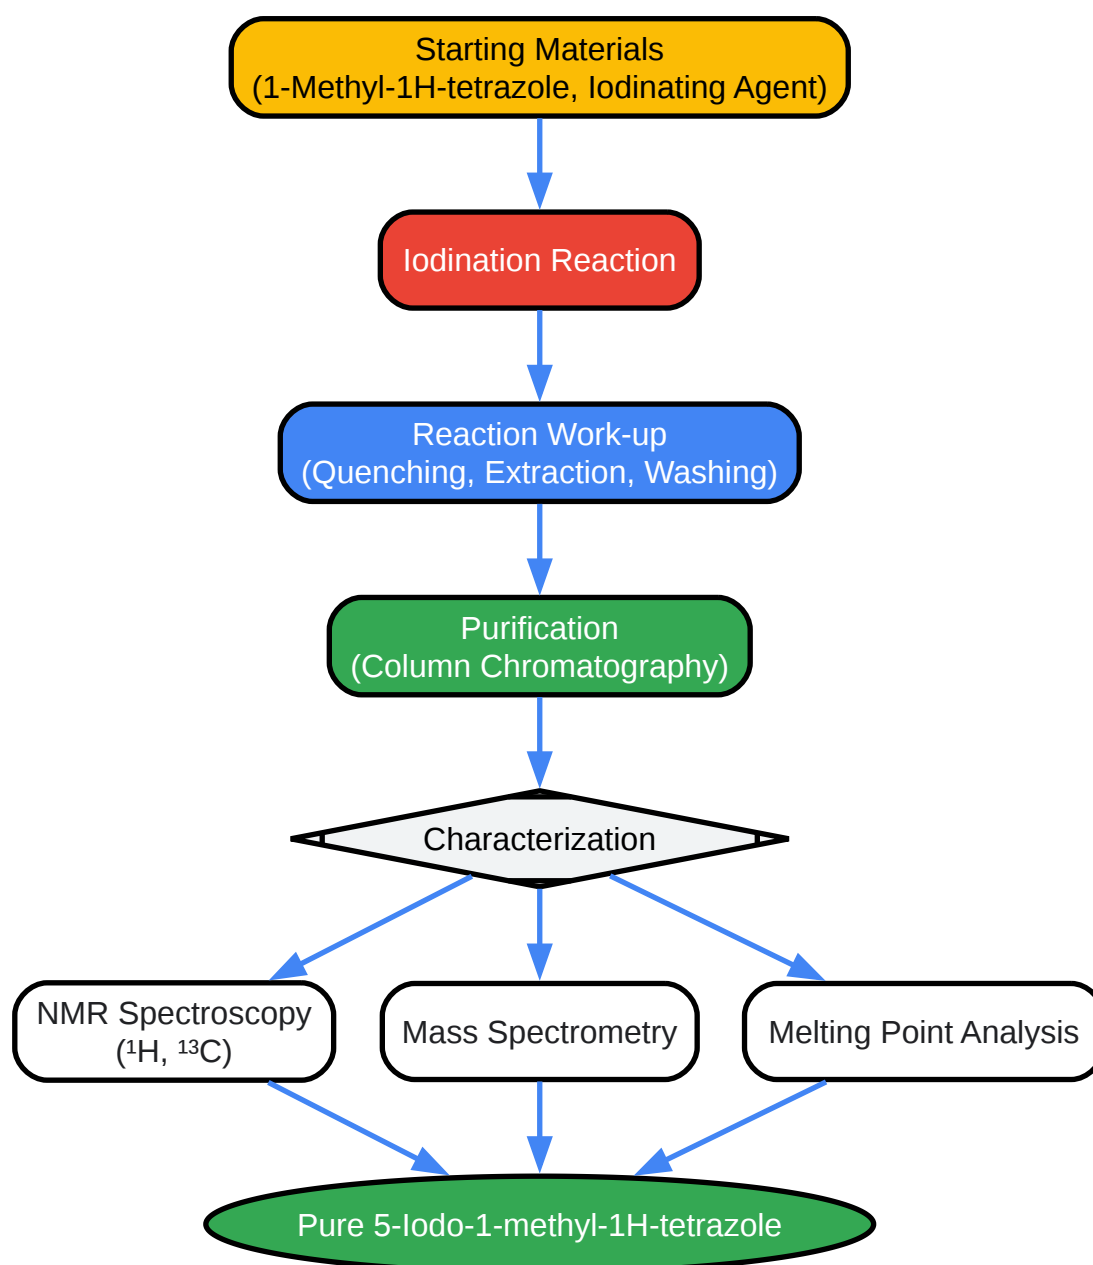 Starting Materials
(1-Methyl-1H-tetrazole, Iodinating Agent)
Iodination Reaction
Reaction Work-up
(Quenching, Extraction, Washing)
Purification
(Column Chromatography)
Characterization
NMR Spectroscopy
(¹H, ¹³C)
Mass Spectrometry
Melting Point Analysis
Pure 5-Iodo-1-methyl-1H-tetrazole